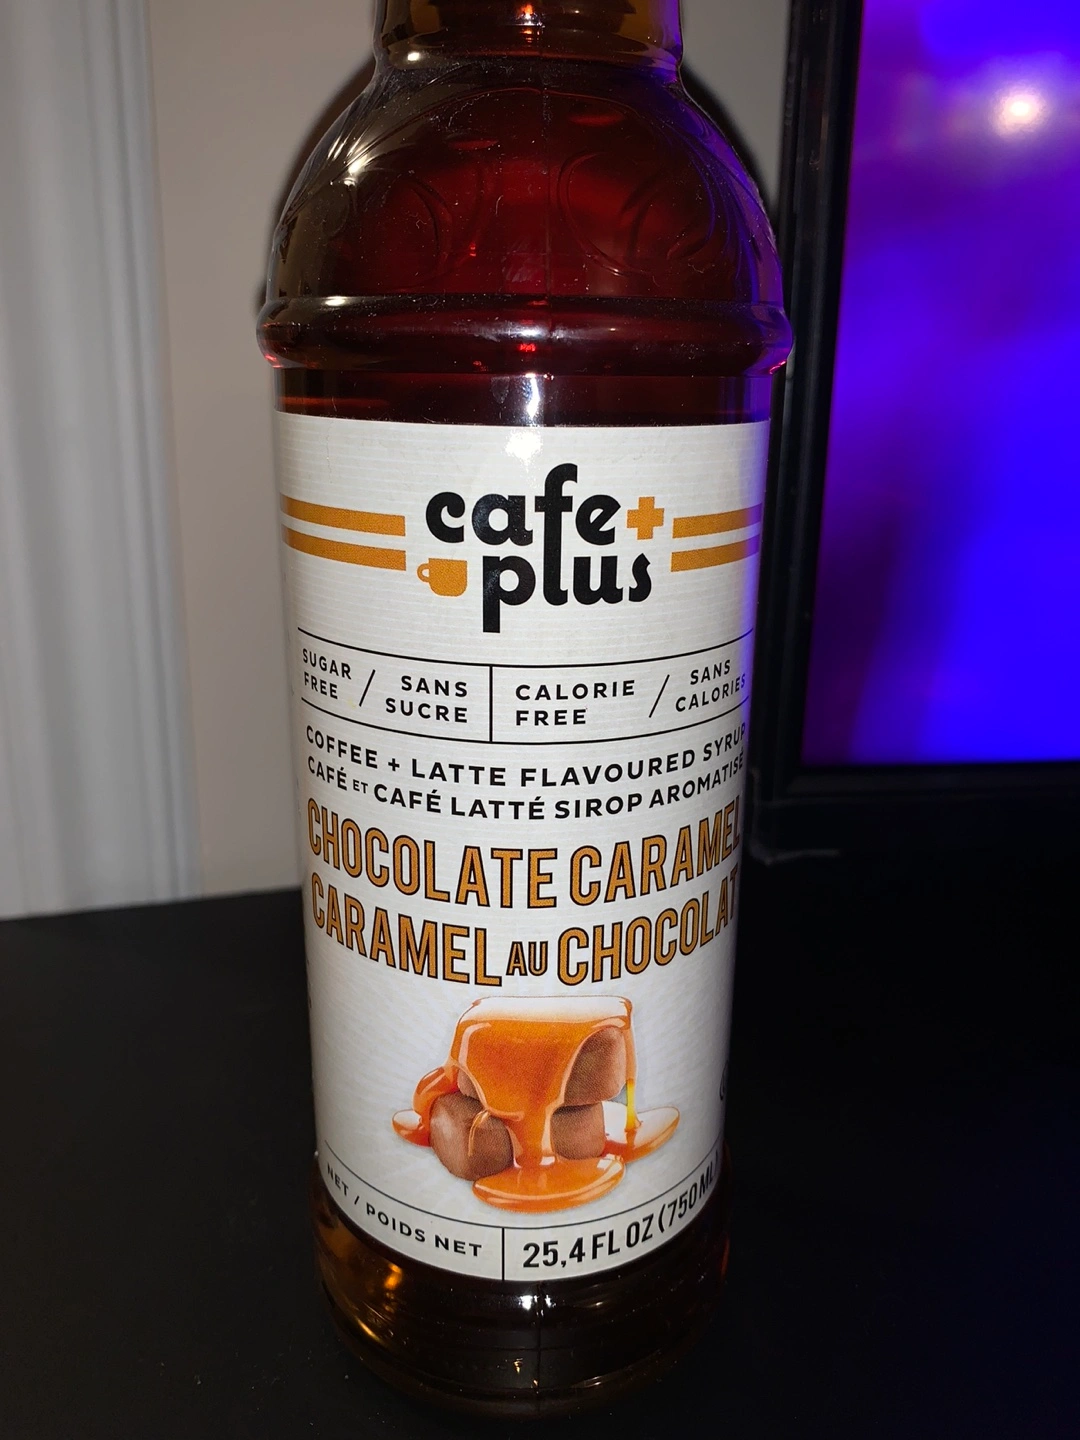 cafe+
plus
SUGAR FREE / SANS SUCRE
CALORIE FREE / SANS CALORIES
COFFEE + LATTE FLAVOURED SYRUP
CAFÉ ET CAFÉ LATTÉ SIROP AROMATISÉ
CHOCOLATE CARAMEL
CARAMEL AU CHOCOLAT
NET / POIDS NET
25,4 FL OZ (750 ML)